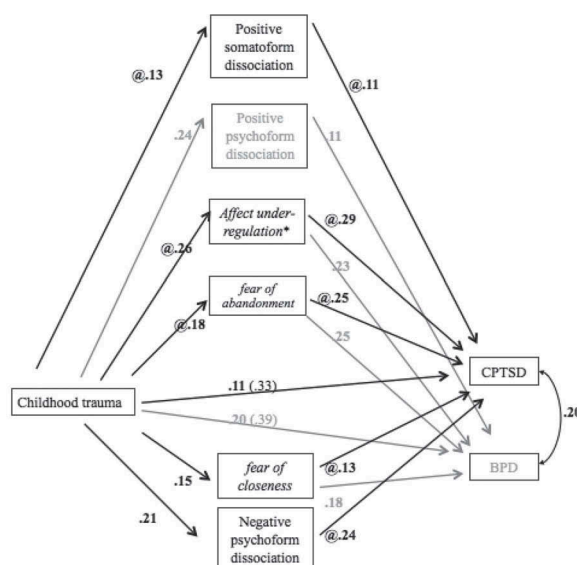 Positive
somatoform
dissociation
@.13
@.11
.24
Positive
psychoform
dissociation
.11
Affect under-
regulation*
@.26
@.29
.23
fear of
abandonment
@.18
@.25
.25
CPTSD
Childhood trauma
.11 (.33)
.20 (.39)
.20
BPD
.15
fear of
closeness
@.13
.18
.21
Negative
psychoform
dissociation
@.24